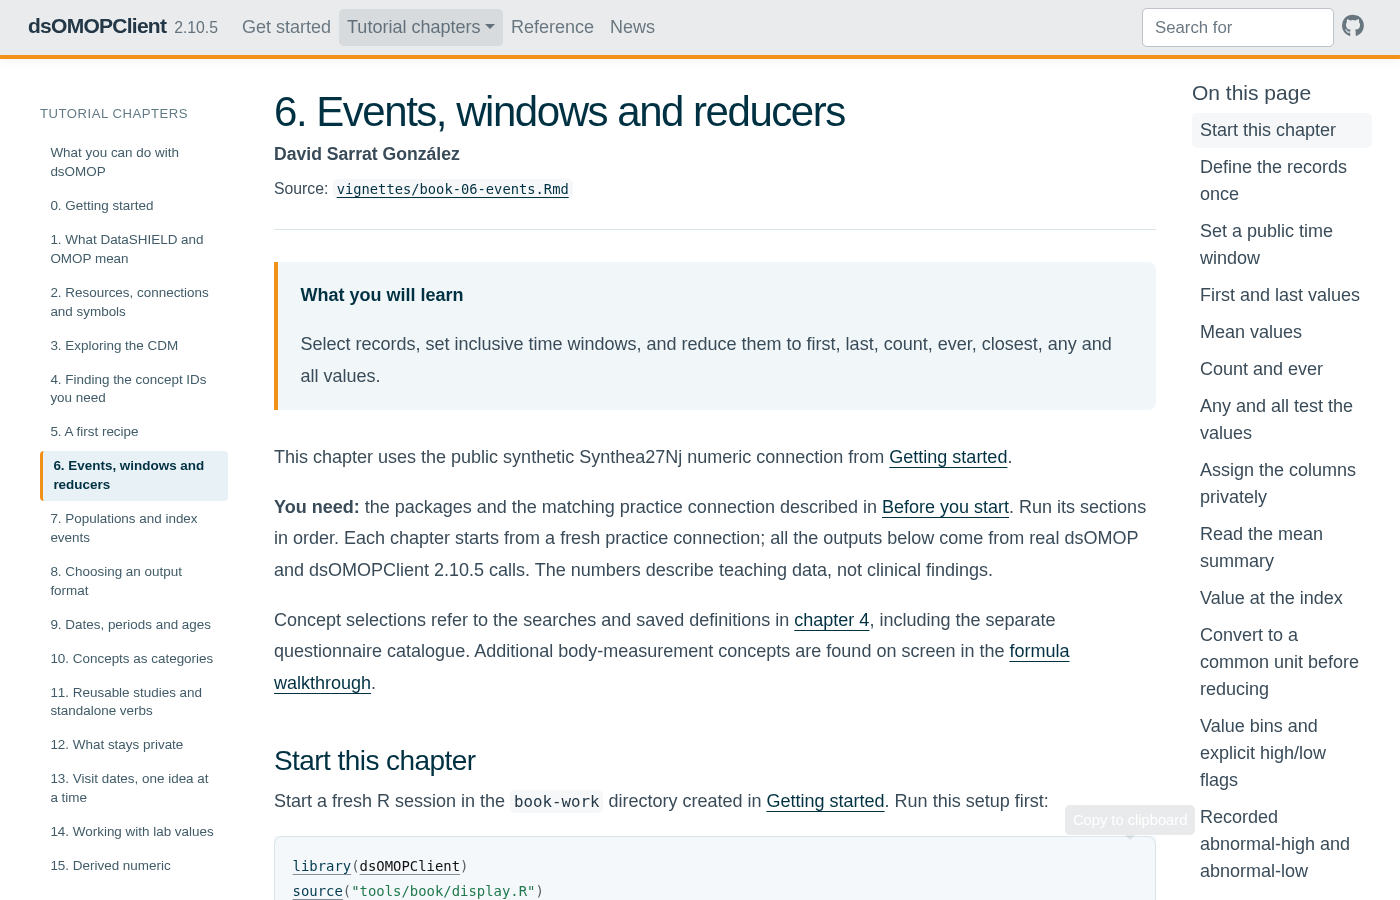 dsOMOPClient 2.10.5 Get started Tutorial chapters Reference News Search for
TUTORIAL CHAPTERS
What you can do with
dsOMOP
0. Getting started
1. What DataSHIELD and
OMOP mean
2. Resources, connections
and symbols
3. Exploring the CDM
4. Finding the concept IDs
you need
5. A first recipe
6. Events, windows and
reducers
7. Populations and index
events
8. Choosing an output
format
9. Dates, periods and ages
10. Concepts as categories
11. Reusable studies and
standalone verbs
12. What stays private
13. Visit dates, one idea at
a time
14. Working with lab values
15. Derived numeric
6. Events, windows and reducers
David Sarrat González
Source: vignettes/book-06-events.Rmd
What you will learn
Select records, set inclusive time windows, and reduce them to first, last, count, ever, closest, any and
all values.
This chapter uses the public synthetic Synthea27Nj numeric connection from Getting started.
You need: the packages and the matching practice connection described in Before you start. Run its sections
in order. Each chapter starts from a fresh practice connection; all the outputs below come from real dsOMOP
and dsOMOPClient 2.10.5 calls. The numbers describe teaching data, not clinical findings.
Concept selections refer to the searches and saved definitions in chapter 4, including the separate
questionnaire catalogue. Additional body-measurement concepts are found on screen in the formula
walkthrough.
Start this chapter
Start a fresh R session in the book-work directory created in Getting started. Run this setup first:
Copy to clipboard
library(dsOMOPClient)
source("tools/book/display.R")
On this page
Start this chapter
Define the records
once
Set a public time
window
First and last values
Mean values
Count and ever
Any and all test the
values
Assign the columns
privately
Read the mean
summary
Value at the index
Convert to a
common unit before
reducing
Value bins and
explicit high/low
flags
Recorded
abnormal-high and
abnormal-low